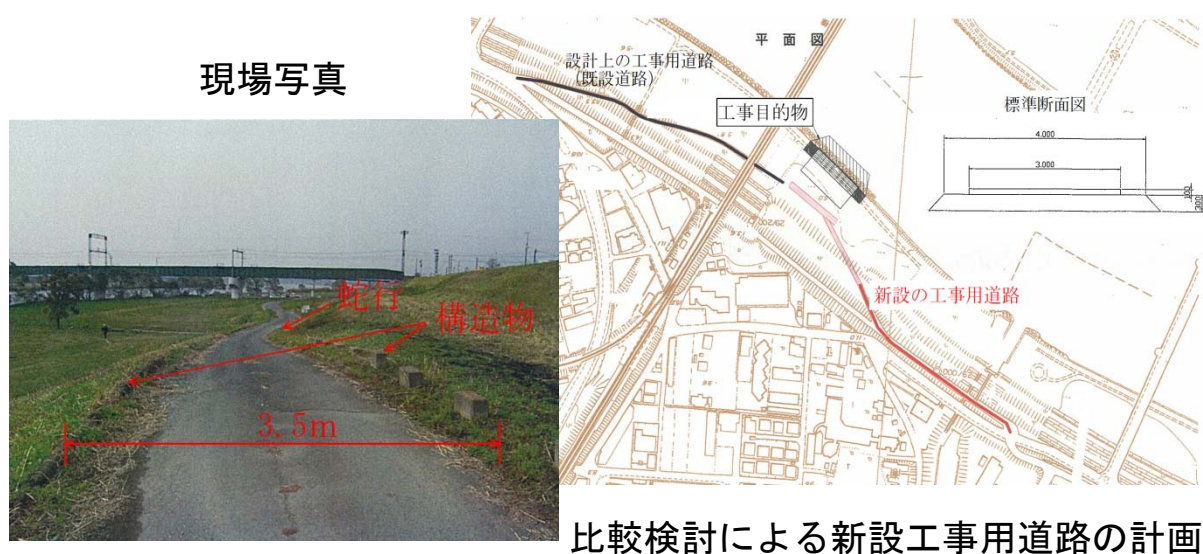 現場写真
蛇行
構造物
3.5m
平面図
設計上の工事用道路
(既設道路)
工事目的物
標準断面図
4.000
3.000
100
300
新設の工事用道路
比較検討による新設工事用道路の計画